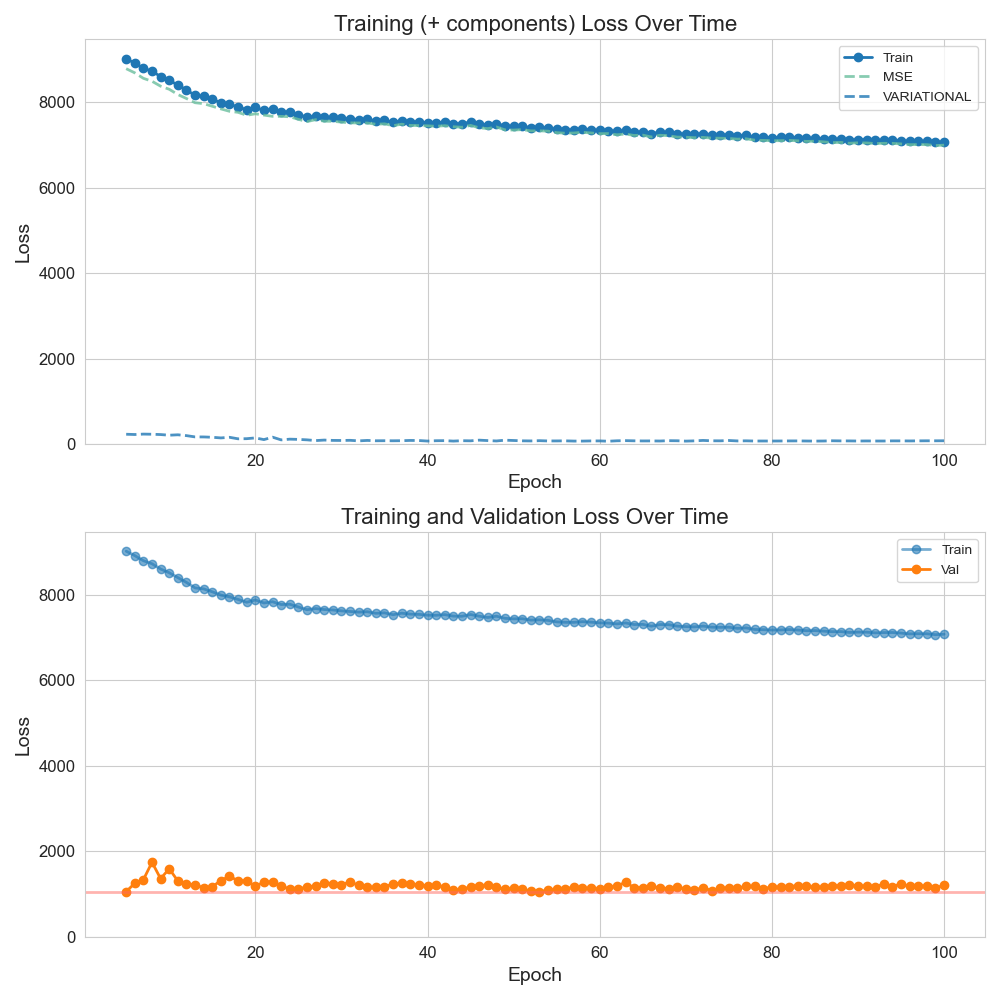 Training (+ components) Loss Over Time
Train
MSE
VARIATIONAL
8000
6000
4000
2000
0
Loss
20 40 60 80 100
Epoch
Training and Validation Loss Over Time
Train
Val
8000
6000
4000
2000
0
Loss
20 40 60 80 100
Epoch